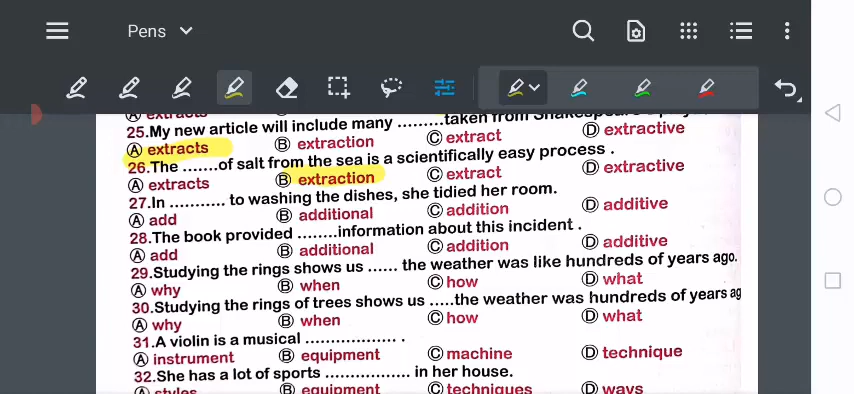 Pens
Ⓐ extracts
25.My new article will include many .........taken from Shakespeare's
Ⓐ extracts Ⓑ extraction Ⓒ extract Ⓓ extractive
26.The .......of salt from the sea is a scientifically easy process .
Ⓐ extracts Ⓑ extraction Ⓒ extract Ⓓ extractive
27.In ........... to washing the dishes, she tidied her room.
Ⓐ add Ⓑ additional Ⓒ addition Ⓓ additive
28.The book provided ........information about this incident .
Ⓐ add Ⓑ additional Ⓒ addition Ⓓ additive
29.Studying the rings shows us ...... the weather was like hundreds of years ago.
Ⓐ why Ⓑ when Ⓒ how Ⓓ what
30.Studying the rings of trees shows us .....the weather was hundreds of years ag
Ⓐ why Ⓑ when Ⓒ how Ⓓ what
31.A violin is a musical .................. .
Ⓐ instrument Ⓑ equipment Ⓒ machine Ⓓ technique
32.She has a lot of sports ................. in her house.
Ⓐ styles Ⓑ equipment Ⓒ techniques Ⓓ ways